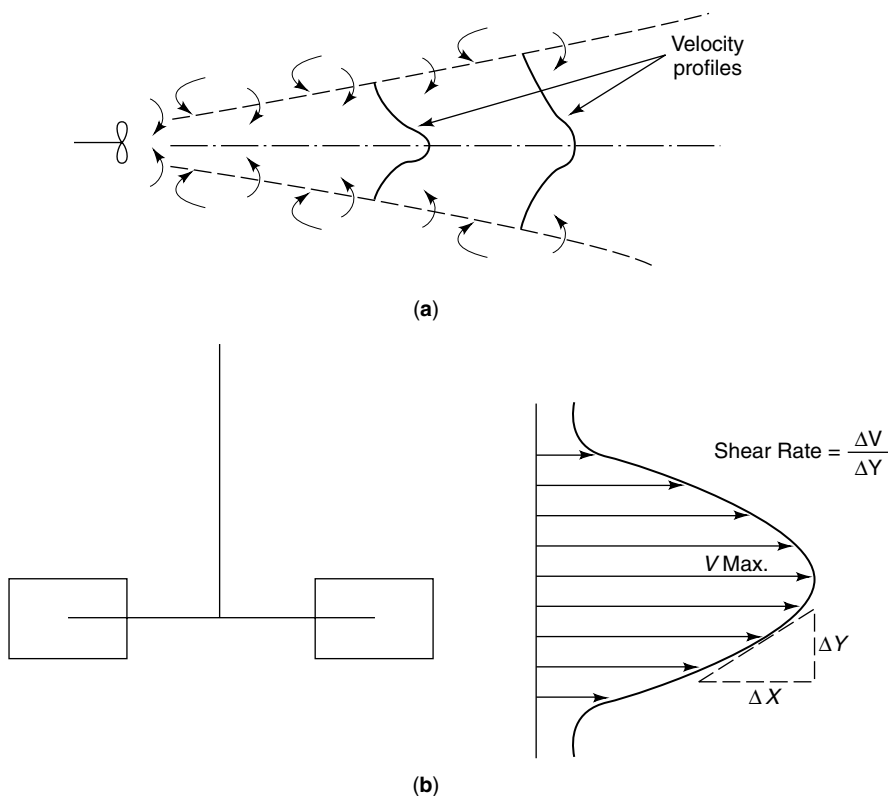 Velocity
profiles
(a)
Shear Rate = ΔV
ΔY
V Max.
ΔY
ΔX
(b)